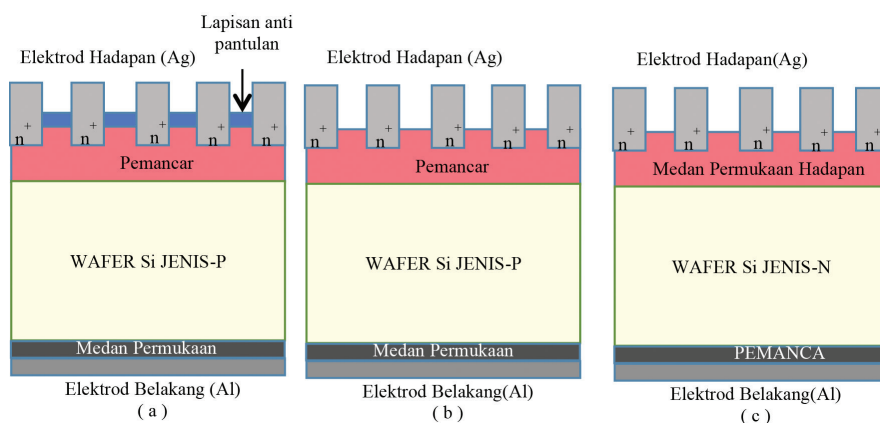 Lapisan anti
pantulan
Elektrod Hadapan (Ag)
n+ n+ n+ n+ n+
Pemancar
WAFER Si JENIS-P
Medan Permukaan
Elektrod Belakang (Al)
( a )
Elektrod Hadapan (Ag)
n+ n+ n+ n+ n+
Pemancar
WAFER Si JENIS-P
Medan Permukaan
Elektrod Belakang(Al)
( b )
Elektrod Hadapan(Ag)
n+ n+ n+ n+ n+
Medan Permukaan Hadapan
WAFER Si JENIS-N
PEMANCA
Elektrod Belakang(Al)
( c )